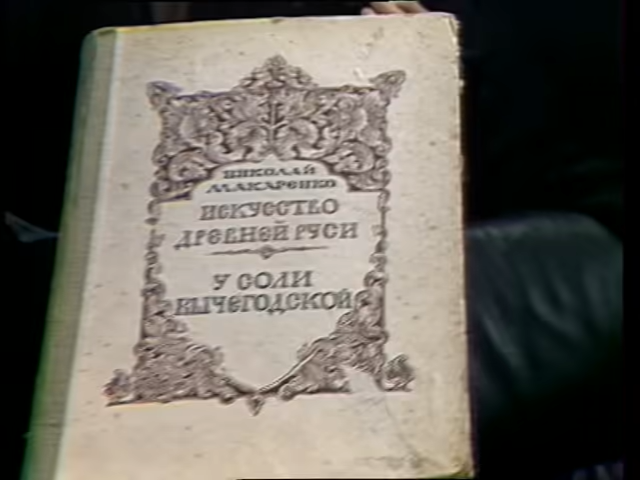 НИКОЛАЙ
МАКАРЕНКО
ИСКУССТВО
ДРЕВНЕЙ РУСИ
У СОЛИ
ВЫЧЕГОДСКОЙ